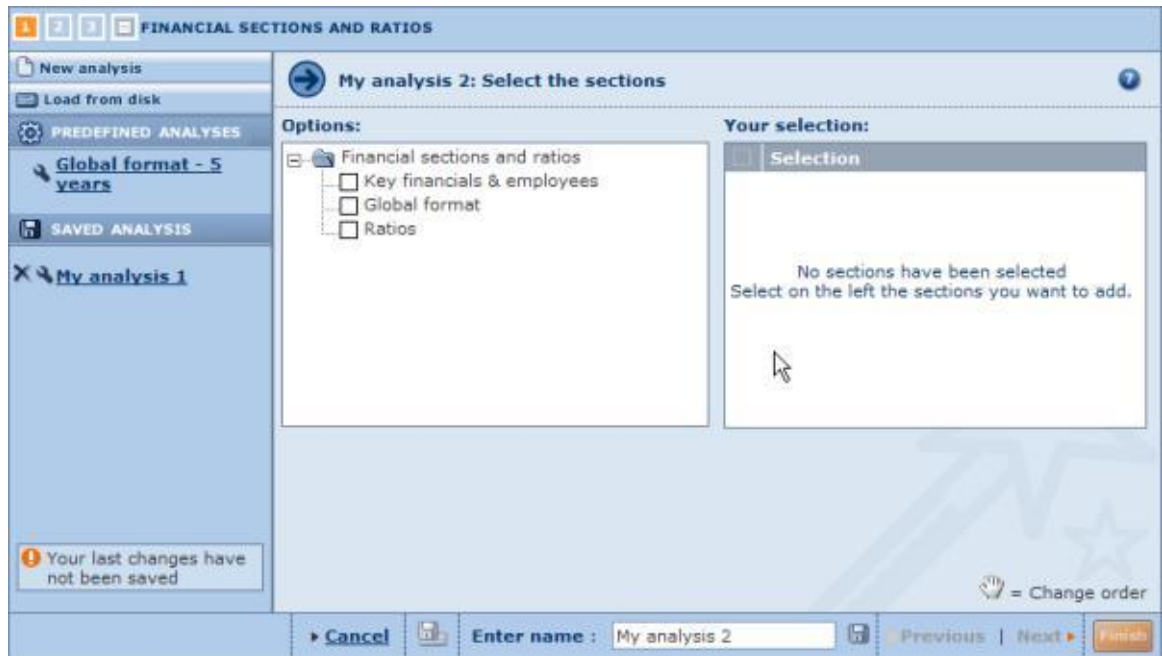 1 2 3 FINANCIAL SECTIONS AND RATIOS
New analysis
Load from disk
PREDEFINED ANALYSES
Global format - 5
years
SAVED ANALYSIS
My analysis 1
Your last changes have
not been saved
My analysis 2: Select the sections
?
Options:
Financial sections and ratios
Key financials & employees
Global format
Ratios
Your selection:
Selection
No sections have been selected
Select on the left the sections you want to add.
= Change order
Cancel
Enter name :
My analysis 2
Previous | Next
Finish